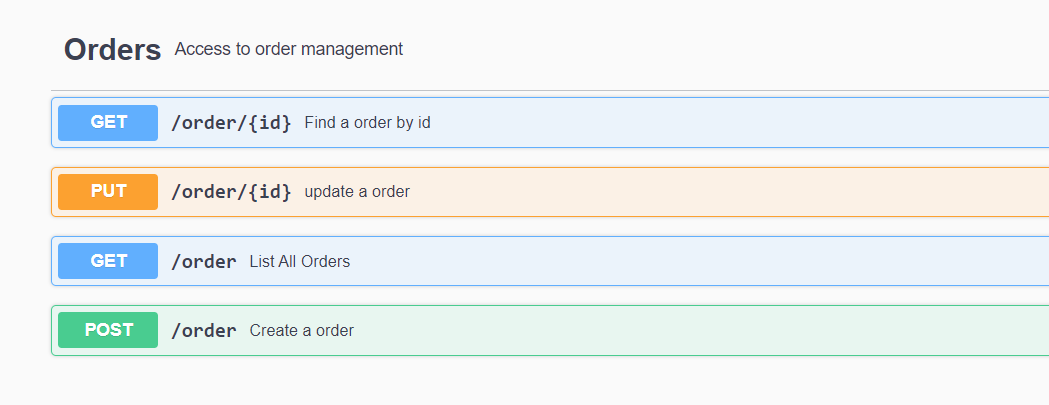 Orders Access to order management
GET /order/{id} Find a order by id
PUT /order/{id} update a order
GET /order List All Orders
POST /order Create a order